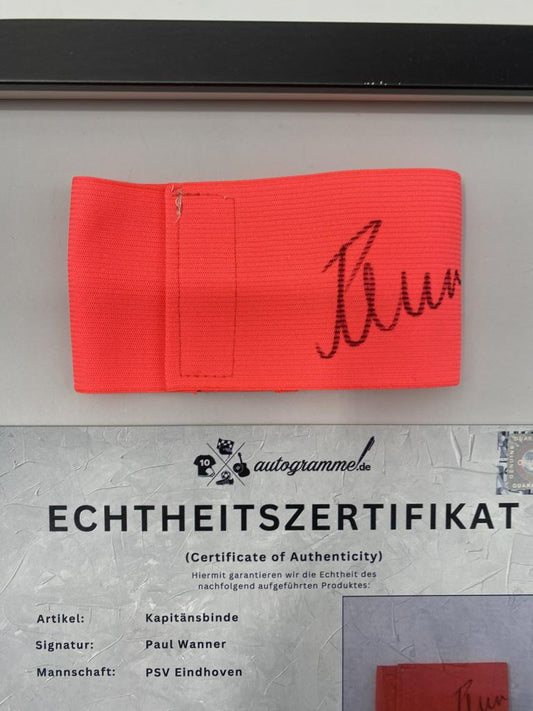 10
autogramme.de
ECHTHEITSZERTIFIKAT
(Certificate of Authenticity)
Hiermit garantieren wir die Echtheit des
nachfolgend aufgeführten Produktes:
Artikel: Kapitänsbinde
Signatur: Paul Wanner
Mannschaft: PSV Eindhoven